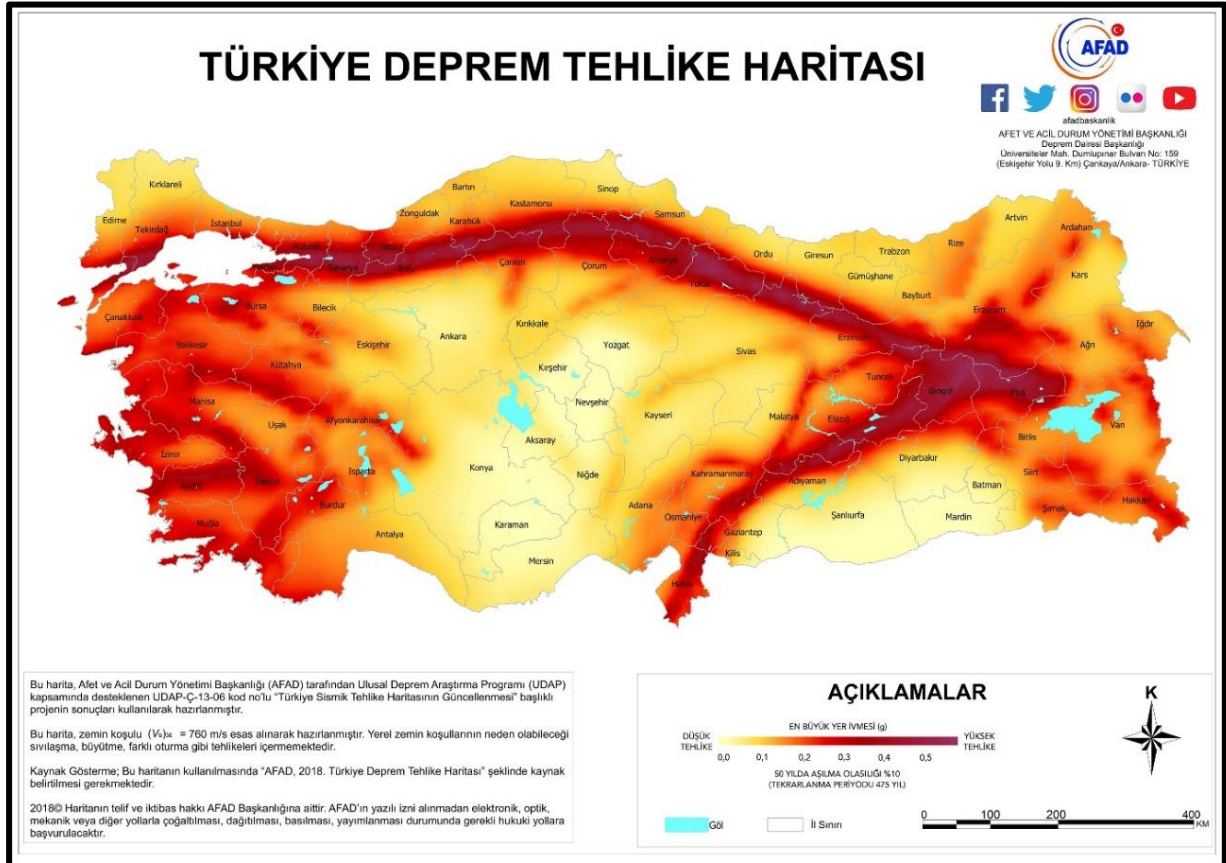 TÜRKİYE DEPREM TEHLİKE HARİTASI
AFAD
afadbaskanlik
AFET VE ACİL DURUM YÖNETİMİ BAŞKANLIĞI
Deprem Dairesi Başkanlığı
Üniversiteler Mah. Dumlupınar Bulvarı No: 159
(Eskişehir Yolu 9. Km) Çankaya/Ankara- TÜRKİYE
Kırklareli
Edirne
Tekirdağ
İstanbul
Zonguldak
Bartın
Karabük
Kastamonu
Sinop
Samsun
Ordu
Giresun
Trabzon
Rize
Artvin
Ardahan
Kars
Gümüşhane
Bayburt
Sakarya
Bolu
Çankırı
Çorum
Amasya
Tokat
Çanakkale
Bursa
Bilecik
Balıkesir
Kütahya
Eskişehir
Ankara
Kırıkkale
Yozgat
Sivas
Erzincan
Erzurum
Iğdır
Ağrı
Kırşehir
Nevşehir
Kayseri
Malatya
Tunceli
Elazığ
Bingöl
Muş
Van
Bitlis
Manisa
Uşak
Afyonkarahisar
Aksaray
İzmir
Aydın
Denizli
Isparta
Burdur
Konya
Niğde
Kahramanmaraş
Adıyaman
Diyarbakır
Batman
Siirt
Şırnak
Hakkari
Muğla
Antalya
Karaman
Mersin
Adana
Osmaniye
Gaziantep
Kilis
Hatay
Şanlıurfa
Mardin
Bu harita, Afet ve Acil Durum Yönetimi Başkanlığı (AFAD) tarafından Ulusal Deprem Araştırma Programı (UDAP)
kapsamında desteklenen UDAP-Ç-13-06 kod no'lu "Türkiye Sismik Tehlike Haritasının Güncellenmesi" başlıklı
projenin sonuçları kullanılarak hazırlanmıştır.
Bu harita, zemin koşulu (Vs)30 = 760 m/s esas alınarak hazırlanmıştır. Yerel zemin koşullarının neden olabileceği
sıvılaşma, büyütme, farklı oturma gibi tehlikeleri içermemektedir.
Kaynak Gösterme; Bu haritanın kullanılmasında "AFAD, 2018. Türkiye Deprem Tehlike Haritası" şeklinde kaynak
belirtilmesi gerekmektedir.
2018© Haritanın telif ve iktibas hakkı AFAD Başkanlığına aittir. AFAD'ın yazılı izni alınmadan elektronik, optik,
mekanik veya diğer yollarla çoğaltılması, dağıtılması, basılması, yayımlanması durumunda gerekli hukuki yollara
başvurulacaktır.
AÇIKLAMALAR
EN BÜYÜK YER İVMESİ (g)
DÜŞÜK TEHLİKE
YÜKSEK TEHLİKE
0,0 0,1 0,2 0,3 0,4 0,5
50 YILDA AŞILMA OLASILIĞI %10
(TEKRARLANMA PERİYODU 475 YIL)
Göl
İl Sınırı
K
0 100 200 400
KM